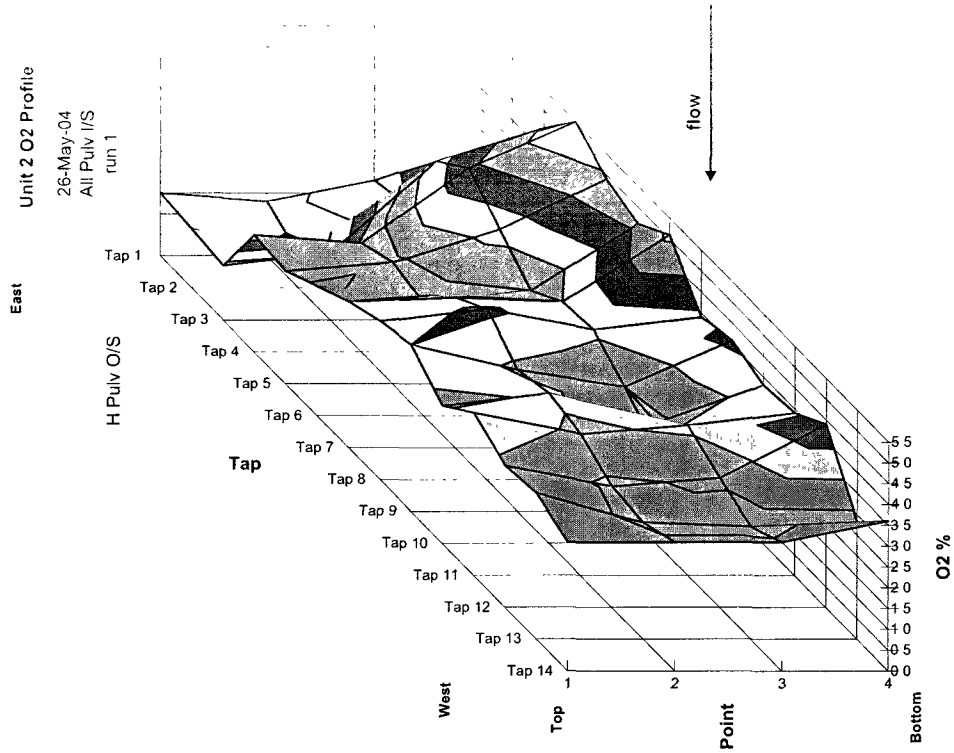 Unit 2 O2 Profile
26-May-04
All Pulv I/S
run 1
East
H Pulv O/S
flow
Tap 1
Tap 2
Tap 3
Tap 4
Tap 5
Tap 6
Tap 7
Tap 8
Tap 9
Tap 10
Tap 11
Tap 12
Tap 13
Tap 14
Tap
West
Top
1
2
3
4
Point
Bottom
5 5
5 0
4 5
4 0
3 5
3 0
2 5
2 0
1 5
1 0
0 5
0 0
O2 %